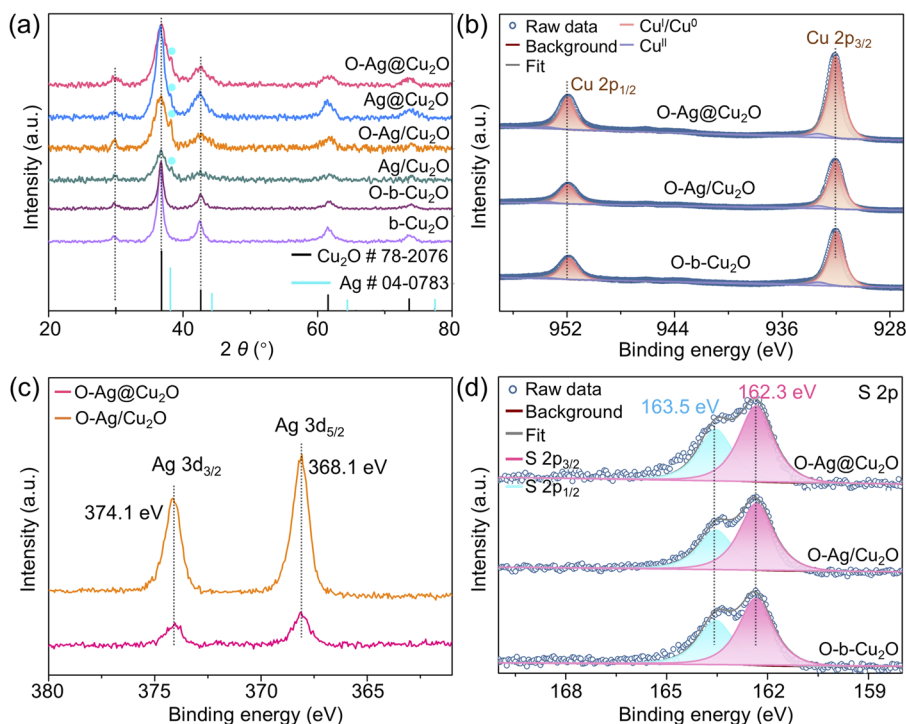 (a)
O-Ag@Cu₂O
Ag@Cu₂O
O-Ag/Cu₂O
Ag/Cu₂O
O-b-Cu₂O
b-Cu₂O
Cu₂O # 78-2076
Ag # 04-0783
20 40 60 80
2 θ (°)
Intensity (a.u.)
(b)
Raw data Cuᴵ/Cu⁰
Background Cuᴵᴵ
Fit
Cu 2p₃/₂
Cu 2p₁/₂
O-Ag@Cu₂O
O-Ag/Cu₂O
O-b-Cu₂O
952 944 936 928
Binding energy (eV)
Intensity (a.u.)
(c)
O-Ag@Cu₂O
O-Ag/Cu₂O
Ag 3d₅/₂
Ag 3d₃/₂
368.1 eV
374.1 eV
380 375 370 365
Binding energy (eV)
Intensity (a.u.)
(d)
Raw data
Background
Fit
S 2p₃/₂
S 2p₁/₂
162.3 eV
163.5 eV
S 2p
O-Ag@Cu₂O
O-Ag/Cu₂O
O-b-Cu₂O
168 165 162 159
Binding energy (eV)
Intensity (a.u.)